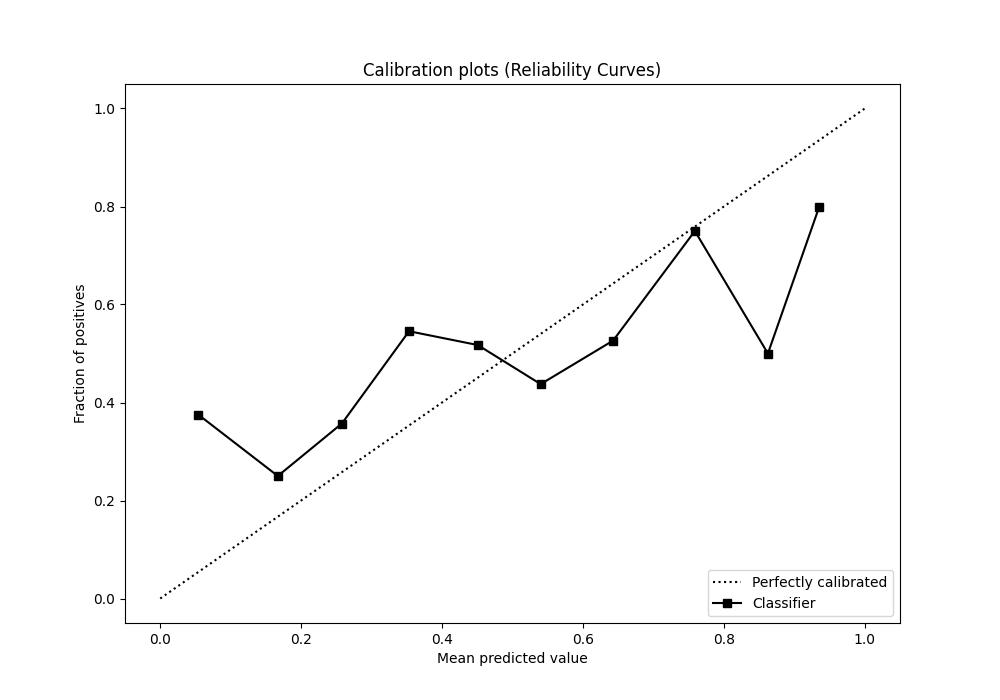 Calibration plots (Reliability Curves)
Fraction of positives
1.0
0.8
0.6
0.4
0.2
0.0
0.0 0.2 0.4 0.6 0.8 1.0
Mean predicted value
Perfectly calibrated
Classifier